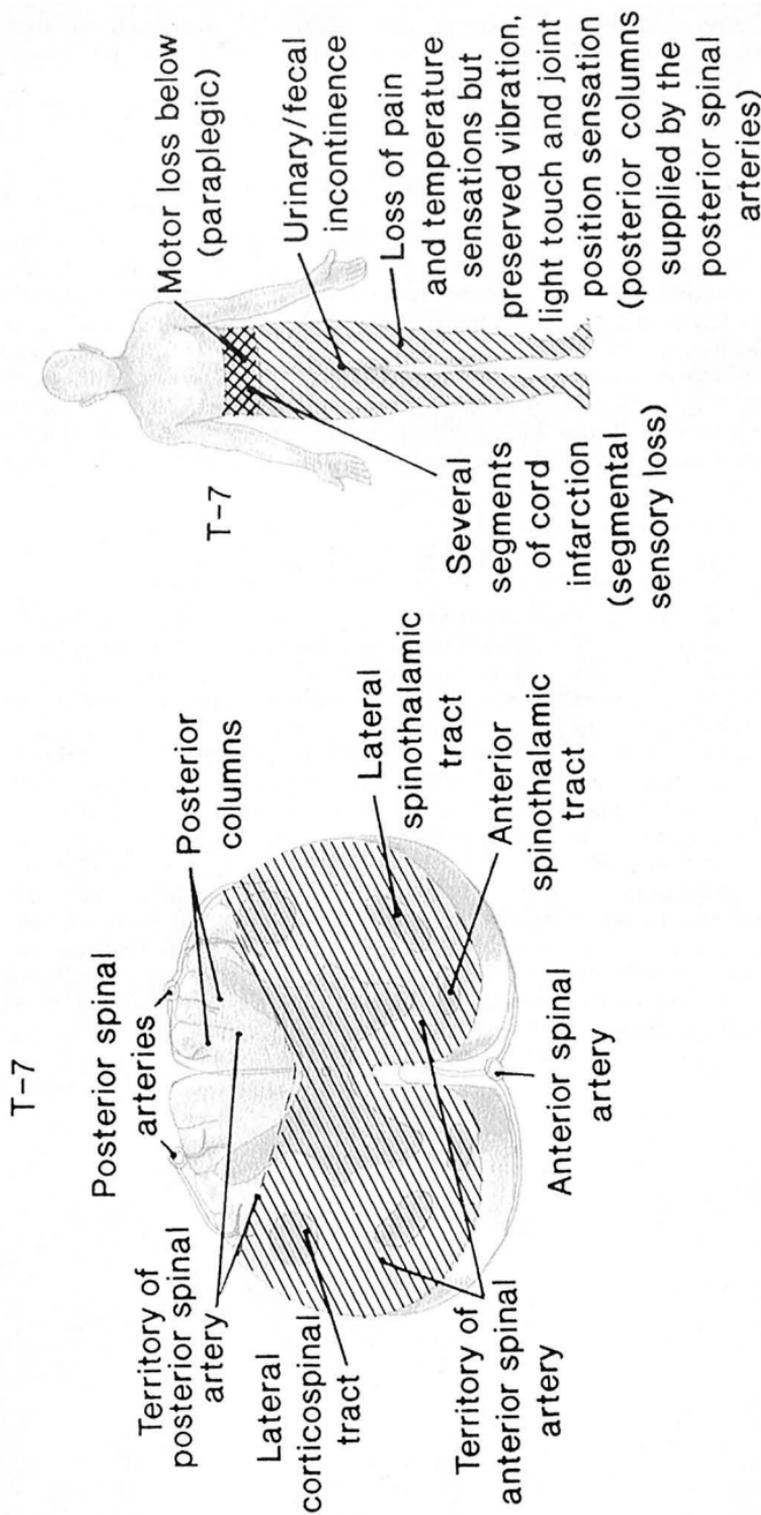 T-7
Posterior spinal
arteries
Posterior
columns
Territory of
posterior spinal
artery
Lateral
corticospinal
tract
Territory of
anterior spinal
artery
Anterior spinal
artery
Lateral
spinothalamic
tract
Anterior
spinothalamic
tract
T-7
Motor loss below
(paraplegic)
Urinary/fecal
incontinence
Loss of pain
and temperature
sensations but
preserved vibration,
light touch and joint
position sensation
(posterior columns
supplied by the
posterior spinal
arteries)
Several
segments
of cord
infarction
(segmental
sensory loss)